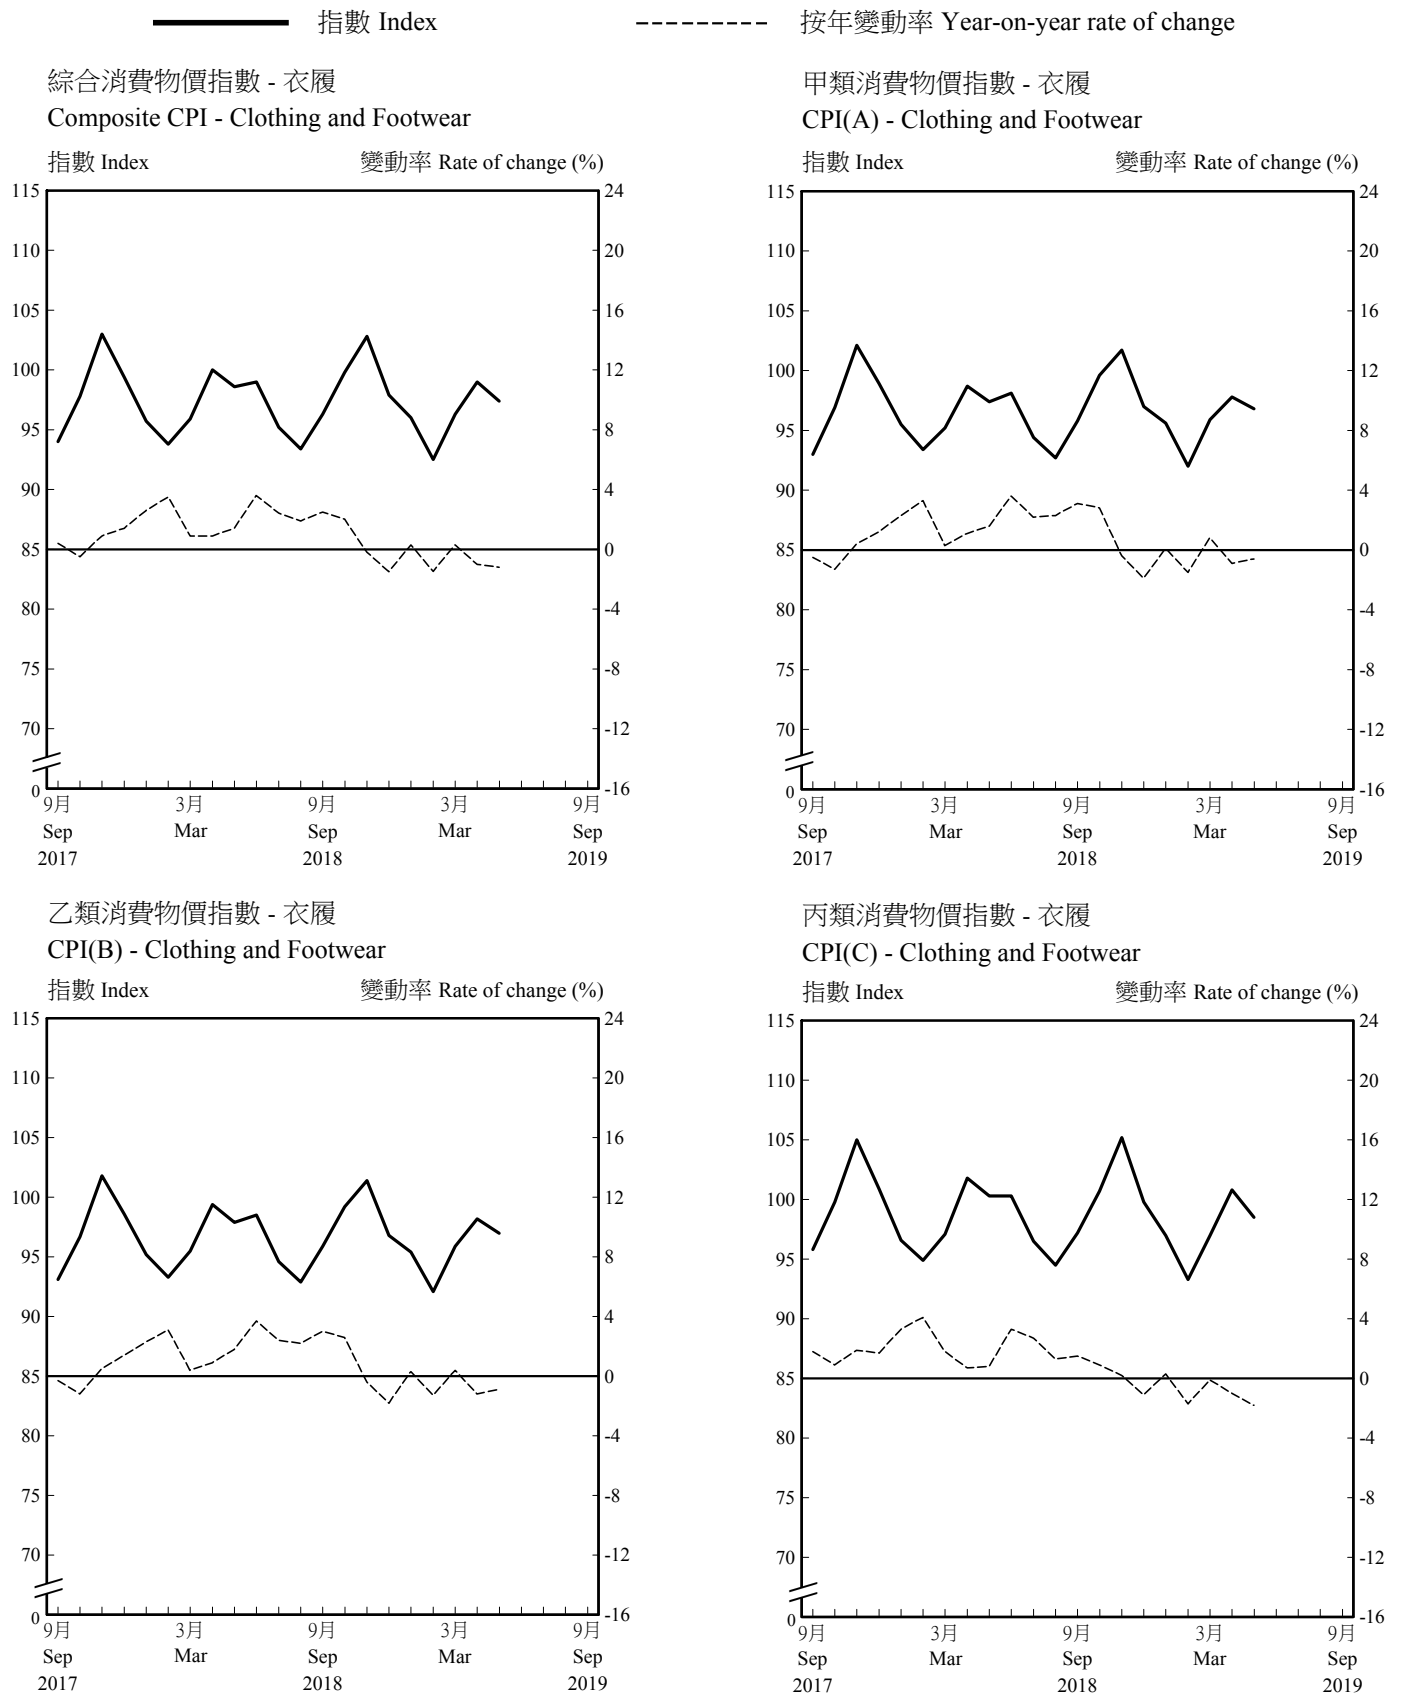 指數 Index
按年變動率 Year-on-year rate of change
綜合消費物價指數 - 衣履
Composite CPI - Clothing and Footwear
指數 Index 變動率 Rate of change (%)
115 24
110 20
105 16
100 12
95 8
90 4
85 0
80 -4
75 -8
70 -12
0 -16
9月 3月 9月 3月 9月
Sep Mar Sep Mar Sep
2017 2018 2019
甲類消費物價指數 - 衣履
CPI(A) - Clothing and Footwear
指數 Index 變動率 Rate of change (%)
115 24
110 20
105 16
100 12
95 8
90 4
85 0
80 -4
75 -8
70 -12
0 -16
9月 3月 9月 3月 9月
Sep Mar Sep Mar Sep
2017 2018 2019
乙類消費物價指數 - 衣履
CPI(B) - Clothing and Footwear
指數 Index 變動率 Rate of change (%)
115 24
110 20
105 16
100 12
95 8
90 4
85 0
80 -4
75 -8
70 -12
0 -16
9月 3月 9月 3月 9月
Sep Mar Sep Mar Sep
2017 2018 2019
丙類消費物價指數 - 衣履
CPI(C) - Clothing and Footwear
指數 Index 變動率 Rate of change (%)
115 24
110 20
105 16
100 12
95 8
90 4
85 0
80 -4
75 -8
70 -12
0 -16
9月 3月 9月 3月 9月
Sep Mar Sep Mar Sep
2017 2018 2019